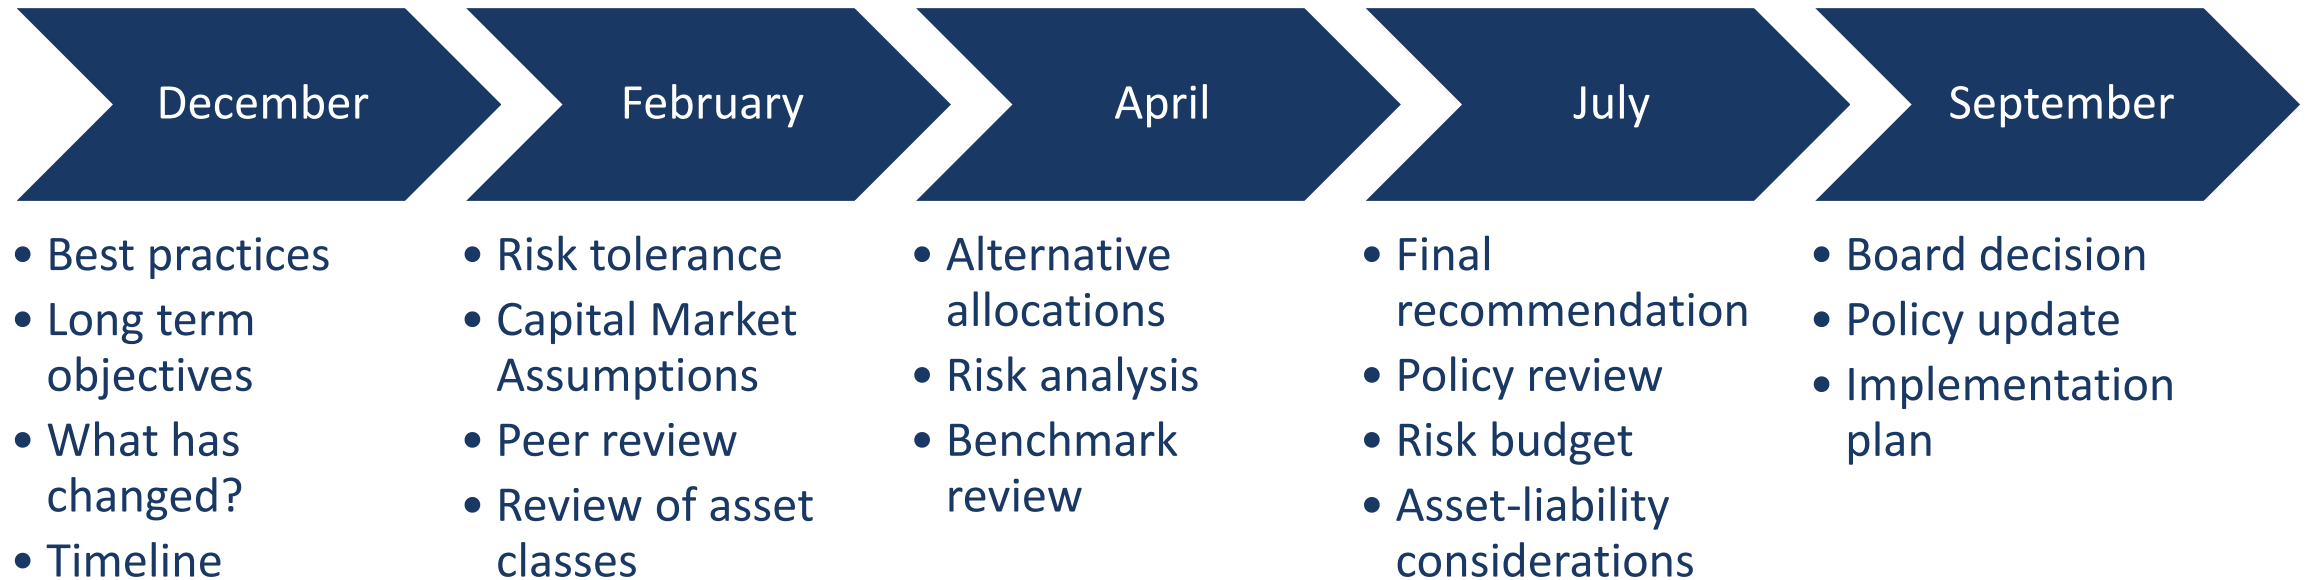 December
• Best practices
• Long term
objectives
• What has
changed?
• Timeline
February
• Risk tolerance
• Capital Market
Assumptions
• Peer review
• Review of asset
classes
April
• Alternative
allocations
• Risk analysis
• Benchmark
review
July
• Final
recommendation
• Policy review
• Risk budget
• Asset-liability
considerations
September
• Board decision
• Policy update
• Implementation
plan